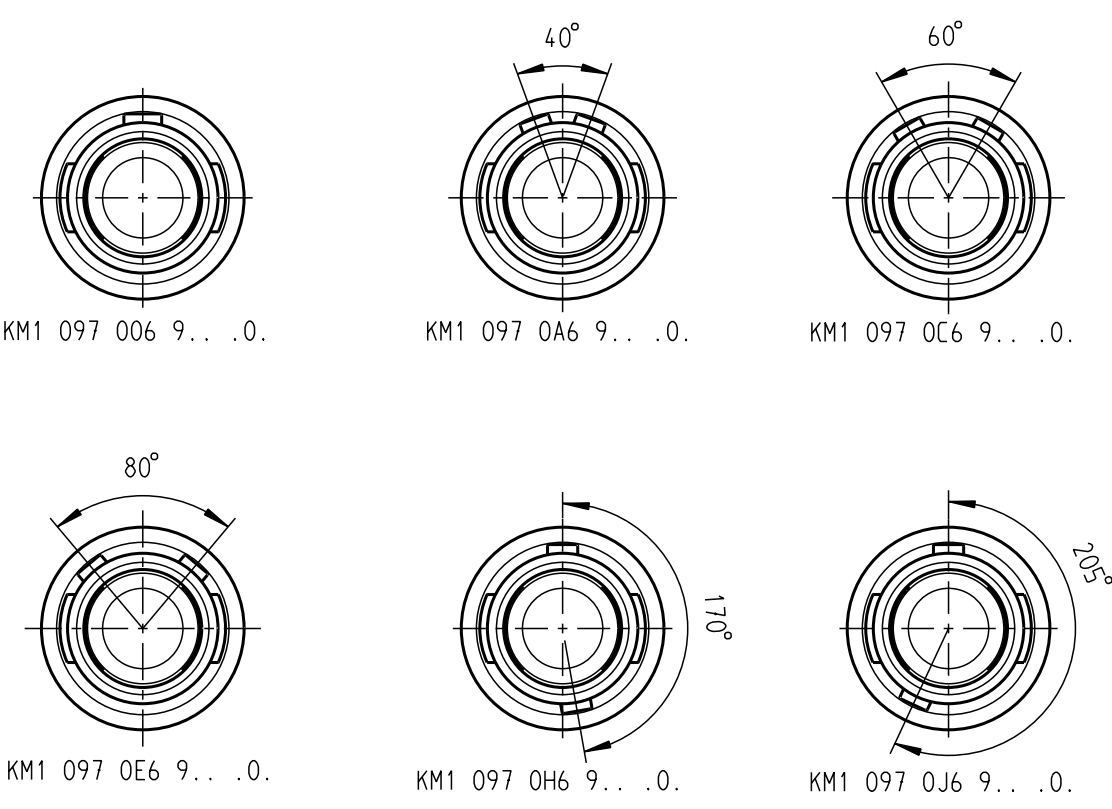 40°
60°
KM1 097 006 9.. .0.
KM1 097 0A6 9.. .0.
KM1 097 0C6 9.. .0.
80°
170°
205°
KM1 097 0E6 9.. .0.
KM1 097 0H6 9.. .0.
KM1 097 0J6 9.. .0.